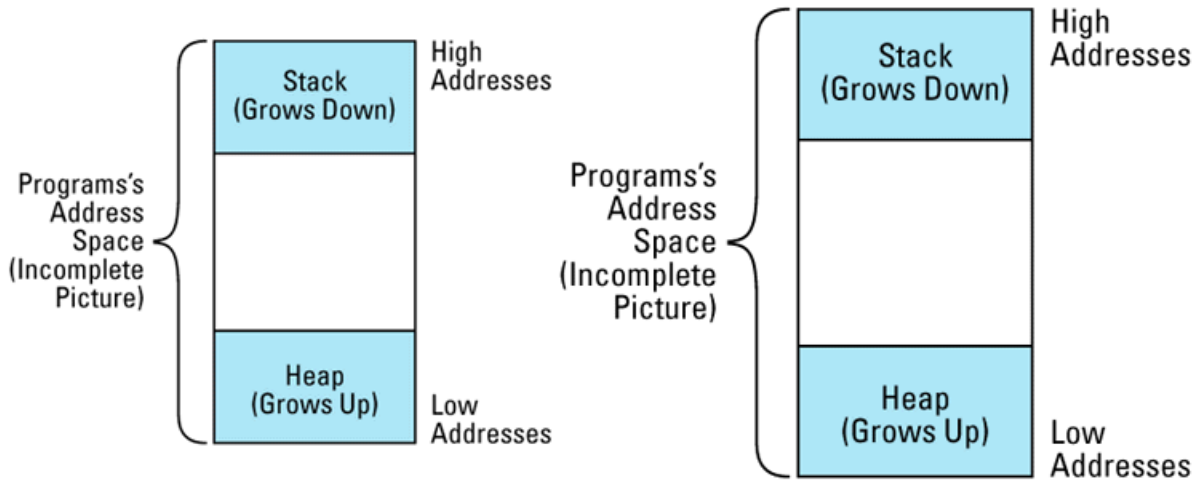 High
Addresses
Stack
(Grows Down)
Programs's
Address
Space
(Incomplete
Picture)
Heap
(Grows Up)
Low
Addresses
High
Addresses
Stack
(Grows Down)
Programs's
Address
Space
(Incomplete
Picture)
Heap
(Grows Up)
Low
Addresses